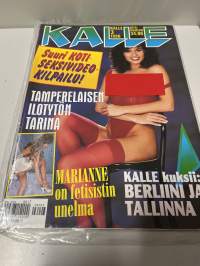 KALLE
Suuri KOTI
SEKSIVIDEO
KILPAILU!
TAMPERELAISEN
ILOTYTÖN
TARINA
MARIANNE
on fetisistin
unelma
KALLE kuksii:
BERLIINI JA
TALLINNA